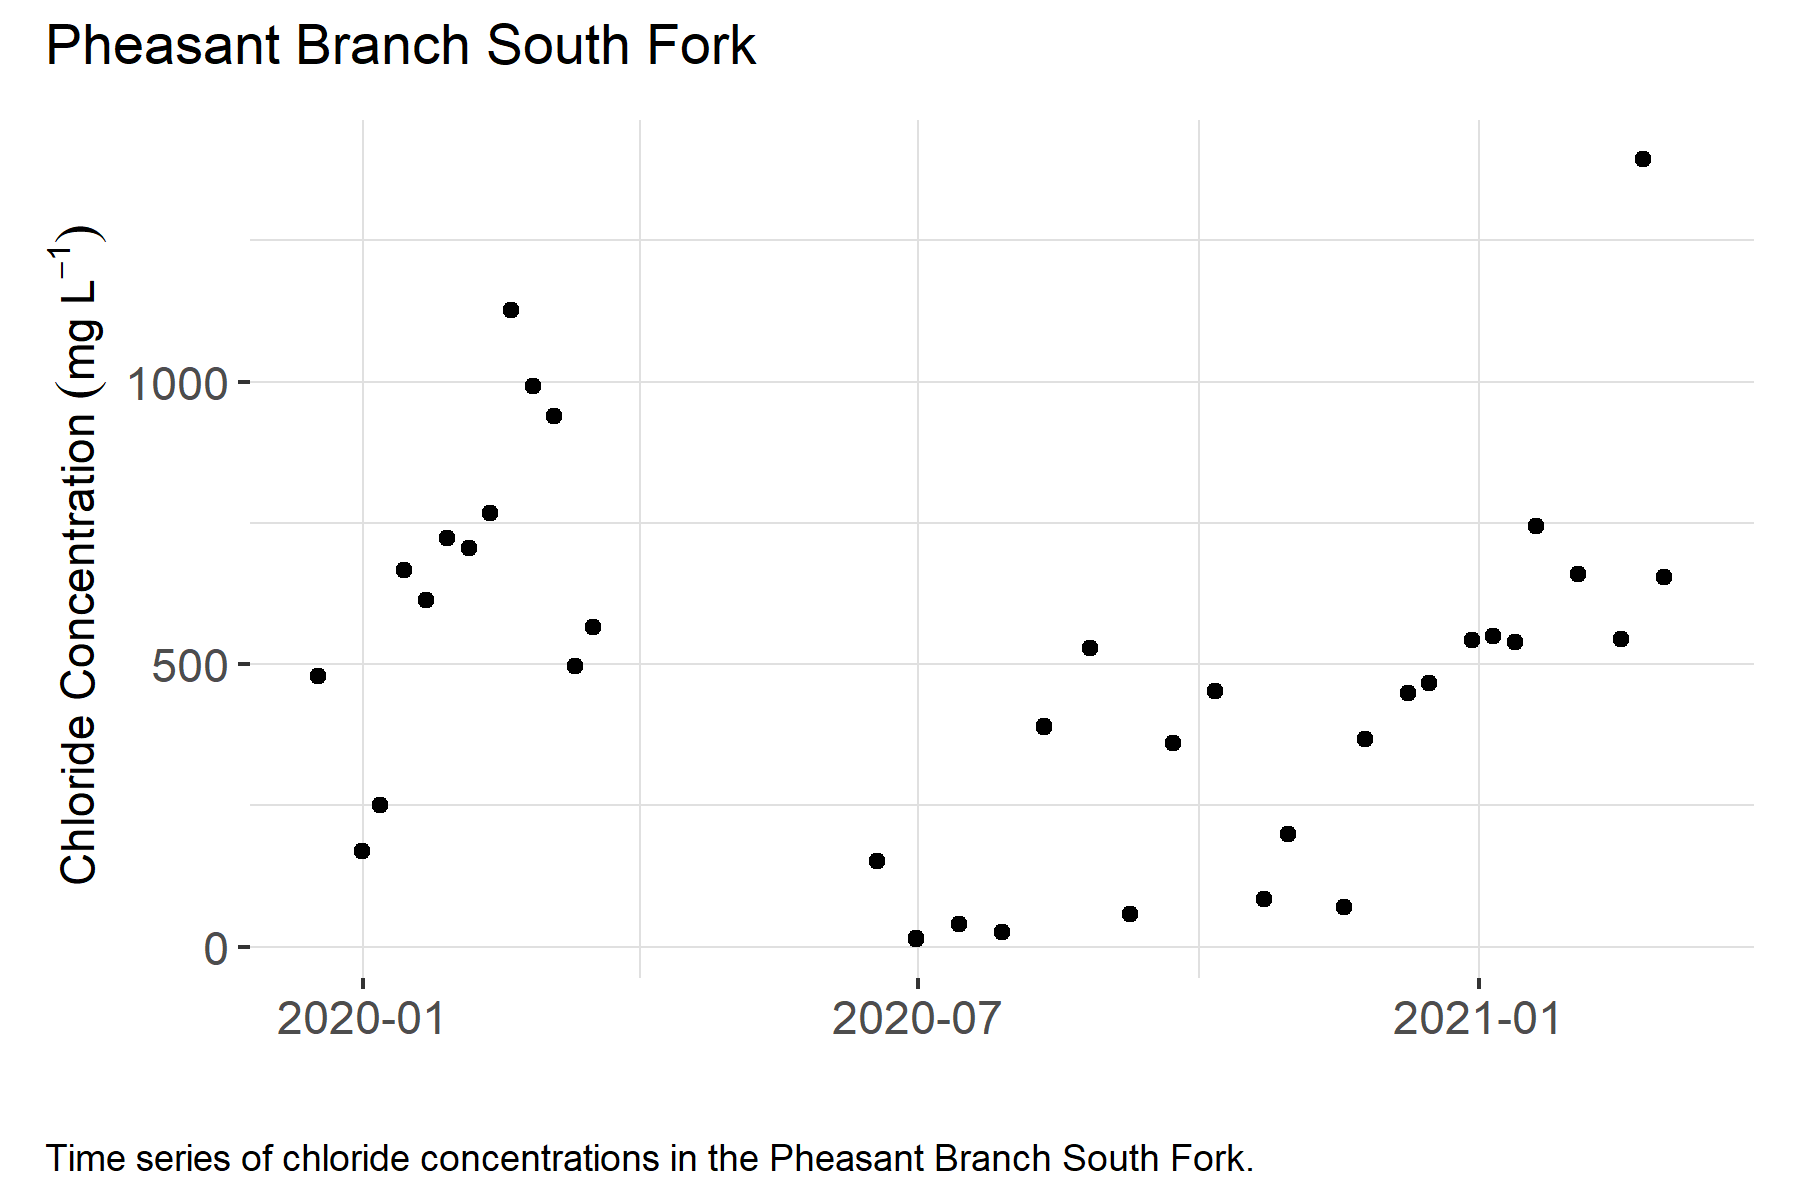 Pheasant Branch South Fork
Chloride Concentration (mg L⁻¹)
1000
500
0
2020-01 2020-07 2021-01
Time series of chloride concentrations in the Pheasant Branch South Fork.